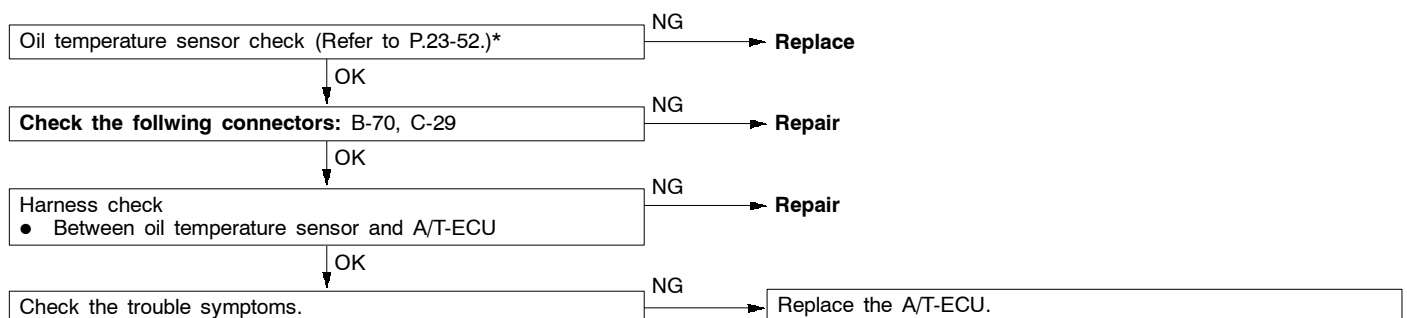 NG
Oil temperature sensor check (Refer to P.23-52.)*
Replace
OK
NG
Check the follwing connectors: B-70, C-29
Repair
OK
NG
Harness check
Repair
● Between oil temperature sensor and A/T-ECU
OK
NG
Check the trouble symptoms.
Replace the A/T-ECU.